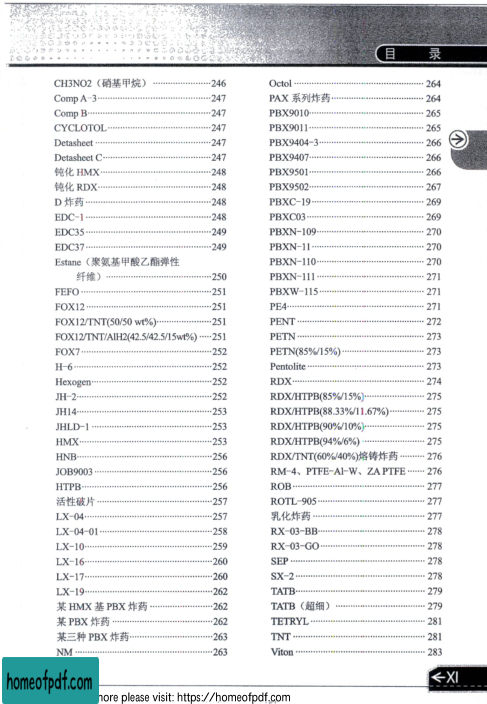 目 录
CH3NO2（硝基甲烷）……246
Comp A-3……247
Comp B……247
CYCLOTOL……247
Detasheet……247
Detasheet C……247
钝化 HMX……248
钝化 RDX……248
D 炸药……248
EDC-1……248
EDC35……249
EDC37……249
Estane（聚氨基甲酸乙酯弹性
纤维）……250
FEFO……251
FOX12……251
FOX12/TNT(50/50 wt%)……251
FOX12/TNT/AlH2(42.5/42.5/15wt%)……251
FOX7……252
H-6……252
Hexogen……252
JH-2……252
JH14……253
JHLD-1……253
HMX……253
HNB……256
JOB9003……256
HTPB……256
活性破片……257
LX-04……257
LX-04-01……258
LX-10……259
LX-16……260
LX-17……260
LX-19……262
某 HMX 基 PBX 炸药……262
某 PBX 炸药……262
某三种 PBX 炸药……263
NM……263
Octol……264
PAX 系列炸药……264
PBX9010……265
PBX9011……265
PBX9404-3……266
PBX9407……266
PBX9501……266
PBX9502……267
PBXC-19……269
PBXC03……269
PBXN-109……270
PBXN-11……270
PBXN-110……270
PBXN-111……271
PBXW-115……271
PE4……271
PENT……272
PETN……273
PETN(85%/15%)……273
Pentolite……273
RDX……274
RDX/HTPB(85%/15%)……275
RDX/HTPB(88.33%/11.67%)……275
RDX/HTPB(90%/10%)……275
RDX/HTPB(94%/6%)……275
RDX/TNT(60%/40%)熔铸炸药……276
RM-4、PTFE-Al-W、ZA PTFE……276
ROB……277
ROTL-905……277
乳化炸药……277
RX-03-BB……278
RX-03-GO……278
SEP……278
SX-2……278
TATB……279
TATB（超细）……279
TETRYL……281
TNT……281
Viton……283
XI
homeofpdf.com
more please visit: https://homeofpdf.com